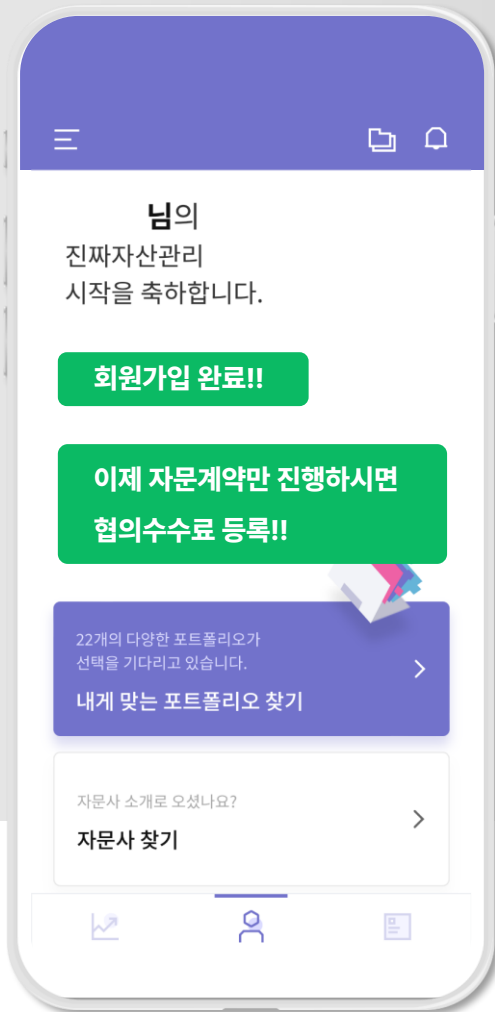 님의
진짜자산관리
시작을 축하합니다.
회원가입 완료!!
이제 자문계약만 진행하시면
협의수수료 등록!!
22개의 다양한 포트폴리오가
선택을 기다리고 있습니다.
내게 맞는 포트폴리오 찾기
자문사 소개로 오셨나요?
자문사 찾기